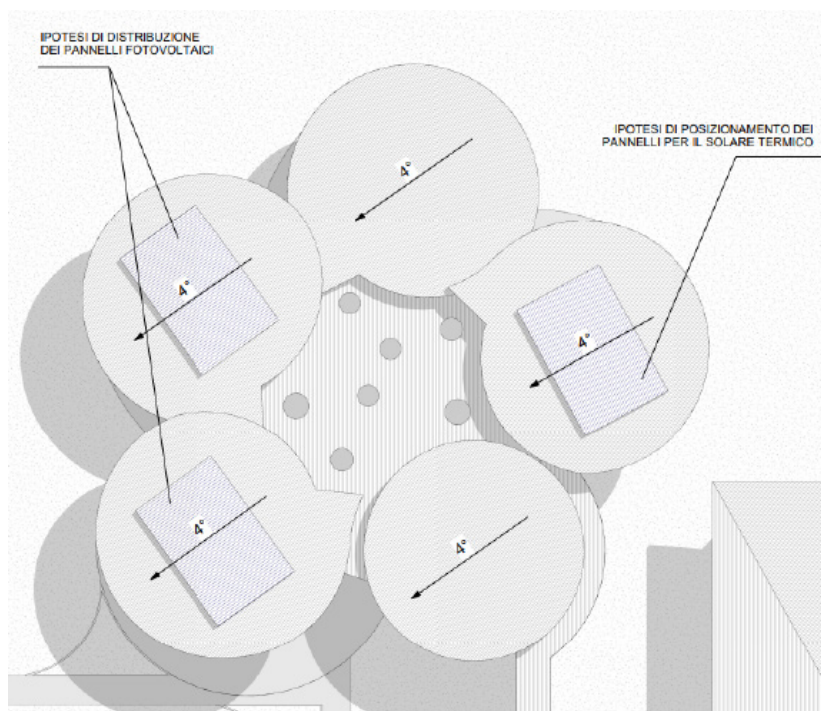 IPOTESI DI DISTRIBUZIONE
DEI PANNELLI FOTOVOLTAICI
IPOTESI DI POSIZIONAMENTO DEI
PANNELLI PER IL SOLARE TERMICO
4°
4°
4°
4°
4°